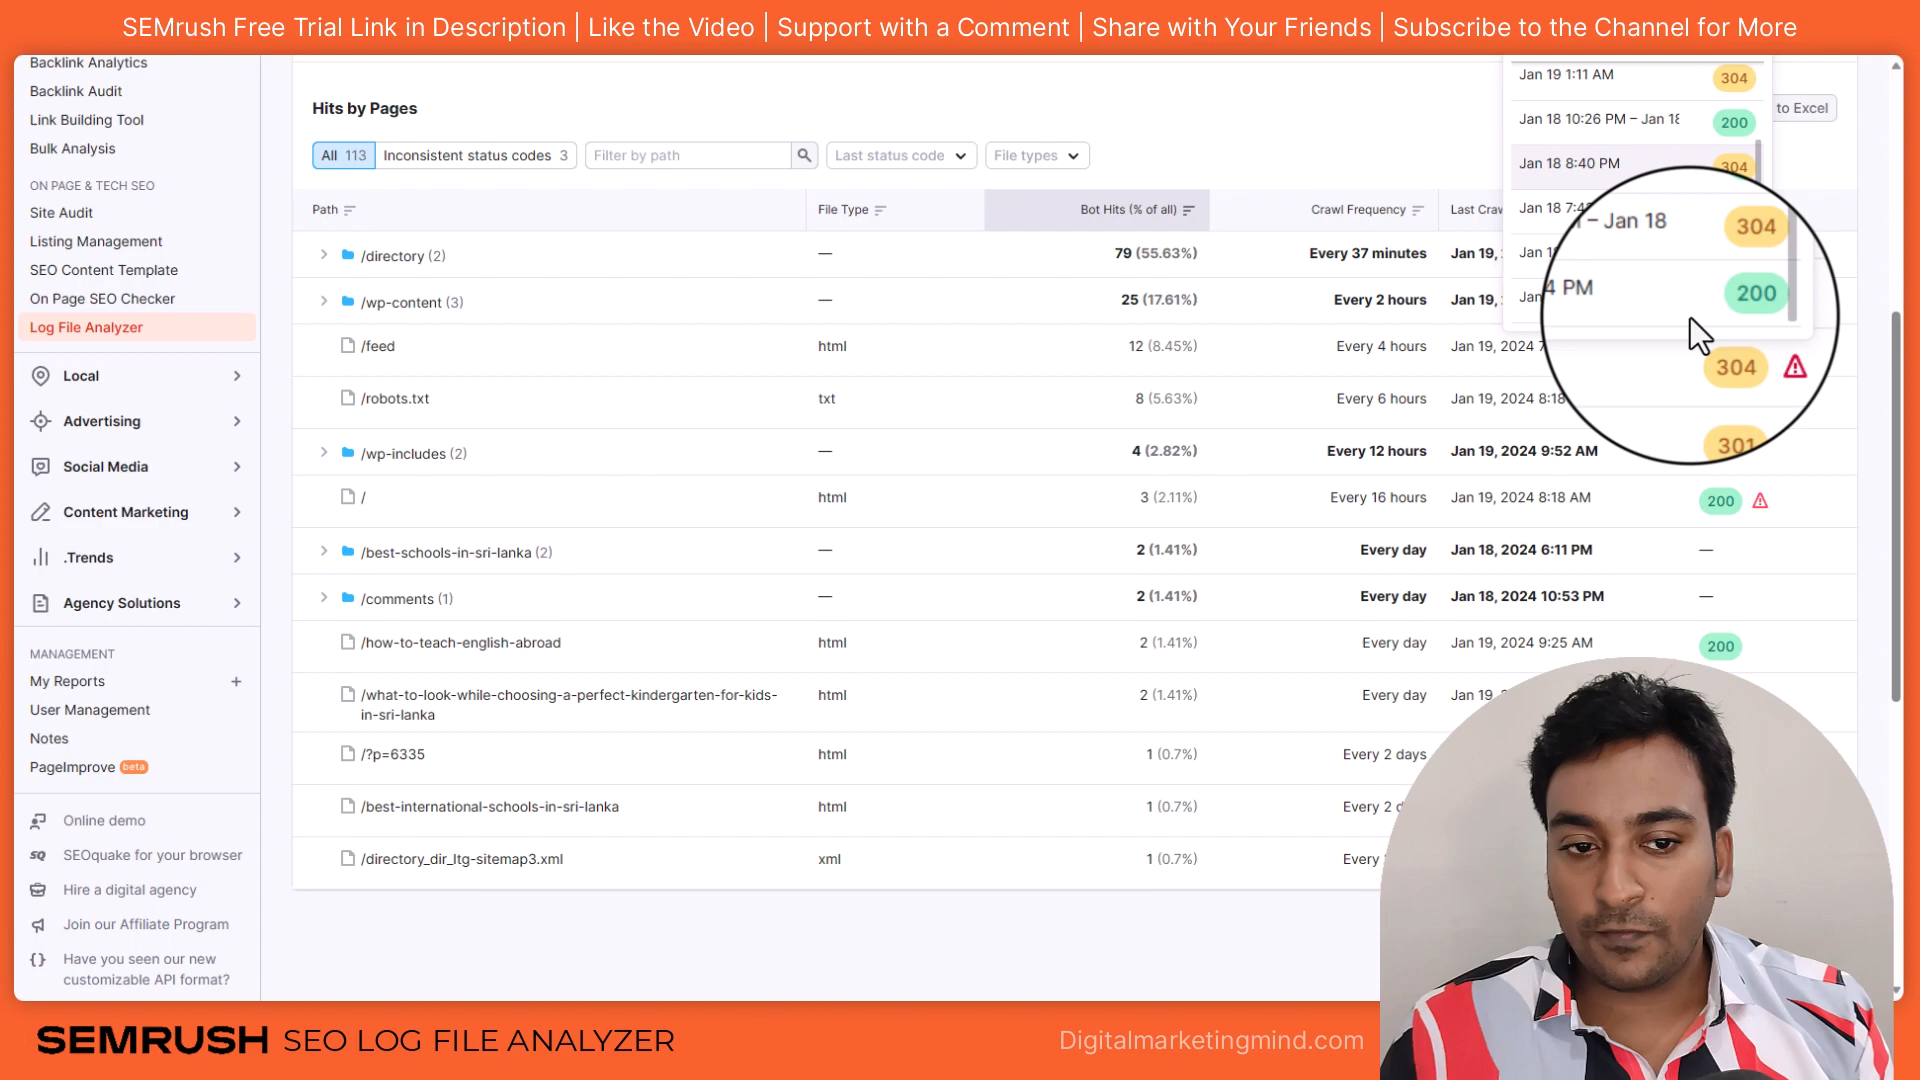 SEMrush Free Trial Link in Description | Like the Video | Support with a Comment | Share with Your Friends | Subscribe to the Channel for More
Backlink Analytics
Backlink Audit
Link Building Tool
Bulk Analysis
ON PAGE & TECH SEO
Site Audit
Listing Management
SEO Content Template
On Page SEO Checker
Log File Analyzer
Local
Advertising
Social Media
Content Marketing
.Trends
Agency Solutions
MANAGEMENT
My Reports +
User Management
Notes
PageImprove beta
Online demo
SEOquake for your browser
Hire a digital agency
Join our Affiliate Program
Have you seen our new
customizable API format?
Hits by Pages
to Excel
All 113 Inconsistent status codes 3 Filter by path Last status code File types
Path File Type Bot Hits (% of all) Crawl Frequency Last
/directory (2) — 79 (55.63%) Every 37 minutes Jan 19,
/wp-content (3) — 25 (17.61%) Every 2 hours Jan 19,
/feed html 12 (8.45%) Every 4 hours Jan 19, 2024
/robots.txt txt 8 (5.63%) Every 6 hours Jan 19, 2024 8:18
/wp-includes (2) — 4 (2.82%) Every 12 hours Jan 19, 2024 9:52 AM
/ html 3 (2.11%) Every 16 hours Jan 19, 2024 8:18 AM 200
/best-schools-in-sri-lanka (2) — 2 (1.41%) Every day Jan 18, 2024 6:11 PM —
/comments (1) — 2 (1.41%) Every day Jan 18, 2024 10:53 PM —
/how-to-teach-english-abroad html 2 (1.41%) Every day Jan 19, 2024 9:25 AM 200
/what-to-look-while-choosing-a-perfect-kindergarten-for-kids- html 2 (1.41%) Every day Jan 19,
in-sri-lanka
/?p=6335 html 1 (0.7%) Every 2 days
/best-international-schools-in-sri-lanka html 1 (0.7%) Every 2
/directory_dir_ltg-sitemap3.xml xml 1 (0.7%) Every
Jan 19 1:11 AM 304
Jan 18 10:26 PM – Jan 18 200
Jan 18 8:40 PM 304
Jan 18
– Jan 18 304
4 PM 200
304
301
SEMRUSH SEO LOG FILE ANALYZER
Digitalmarketingmind.com